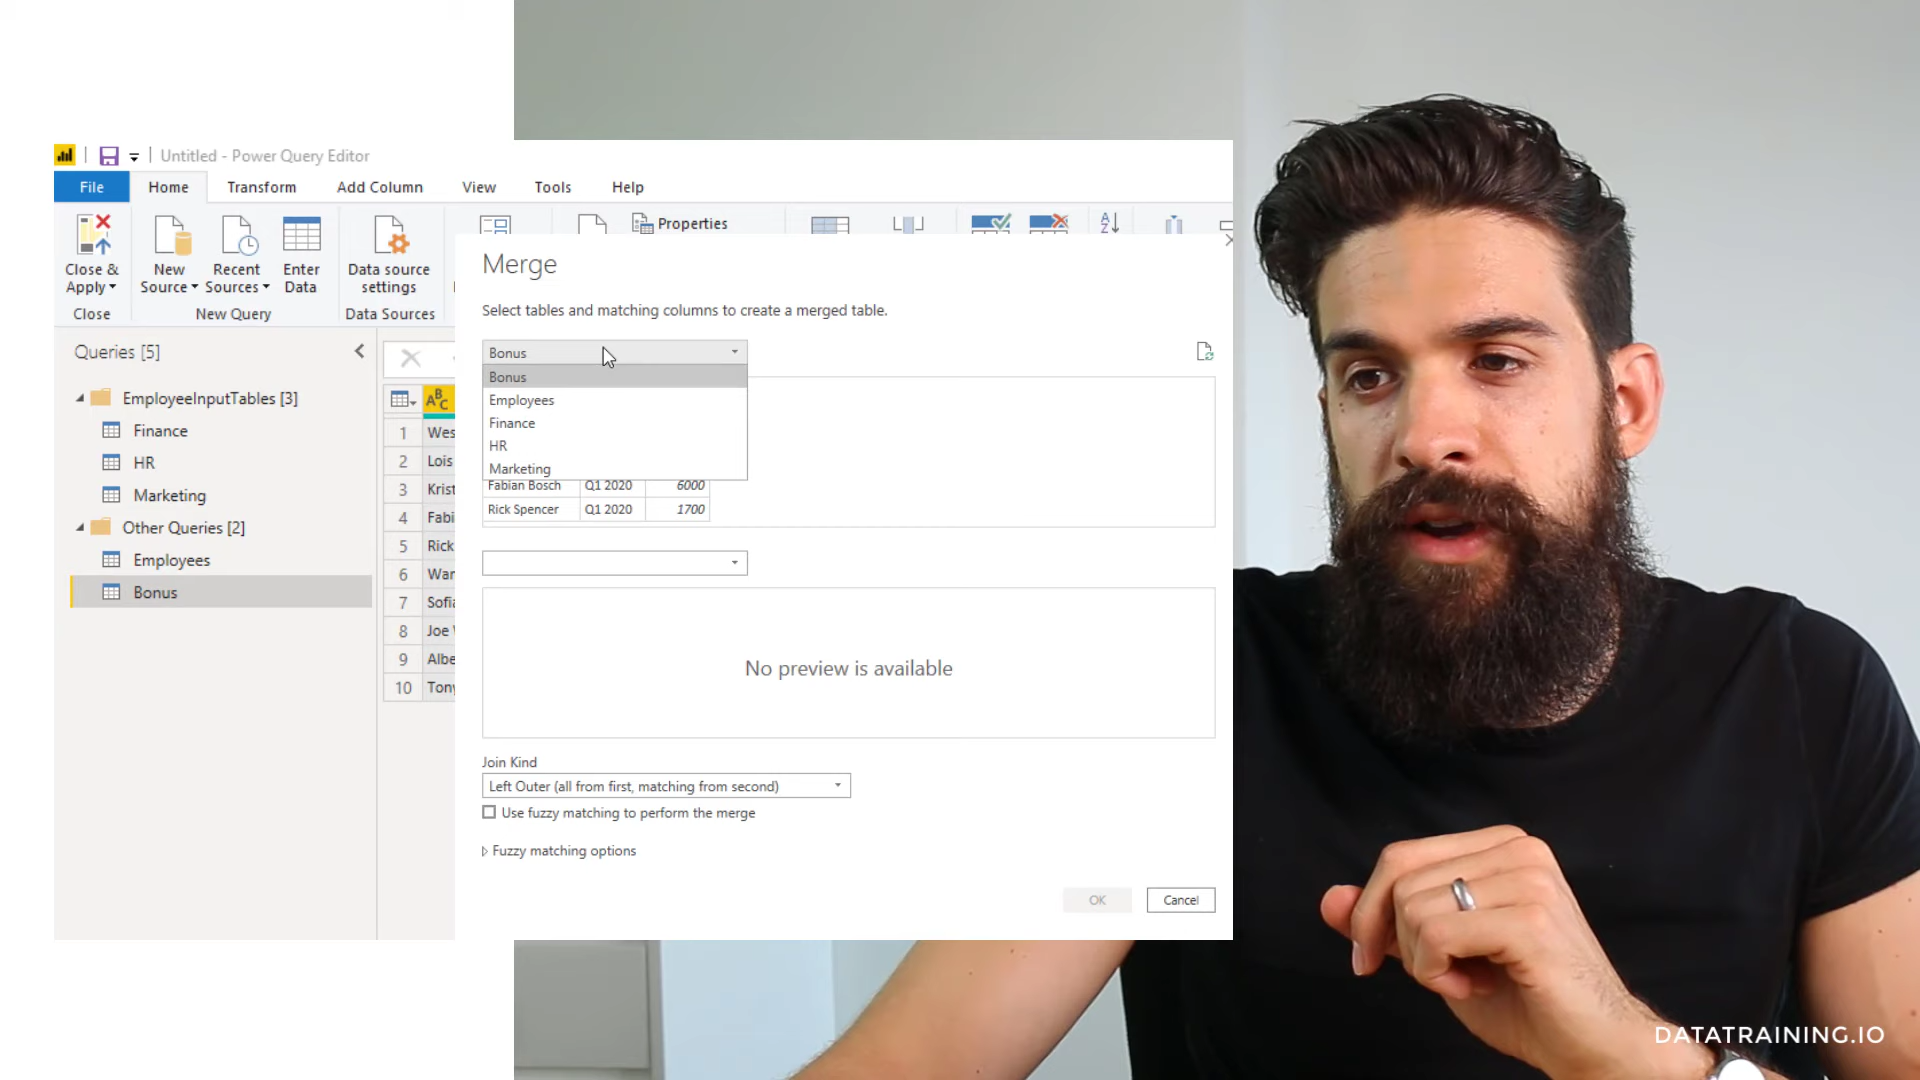 Untitled - Power Query Editor
File Home Transform Add Column View Tools Help
Close & Apply
New Source
Recent Sources
Enter Data
Data source settings
Properties
Close
New Query
Data Sources
Queries [5]
EmployeeInputTables [3]
Finance
HR
Marketing
Other Queries [2]
Employees
Bonus
ABC
1 Wes
2 Lois
3 Krist
4 Fabi
5 Rick
6 War
7 Sofia
8 Joe
9 Albe
10 Tony
Merge
Select tables and matching columns to create a merged table.
Bonus
Bonus
Employees
Finance
HR
Marketing
Fabian Bosch Q1 2020 6000
Rick Spencer Q1 2020 1700
No preview is available
Join Kind
Left Outer (all from first, matching from second)
Use fuzzy matching to perform the merge
Fuzzy matching options
OK Cancel
DATATRAINING.IO